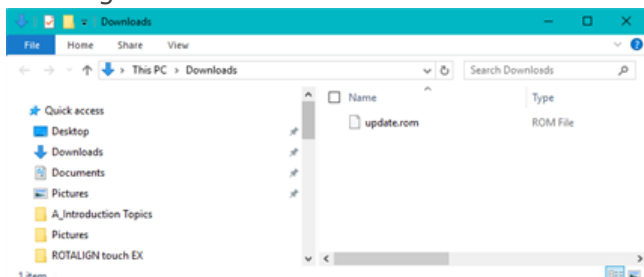 Downloads
File Home Share View
This PC > Downloads
Search Downloads
Name Type
Quick access
Desktop
Downloads
Documents
Pictures
A_Introduction Topics
Pictures
ROTALIGN touch EX
update.rom ROM File
1 item